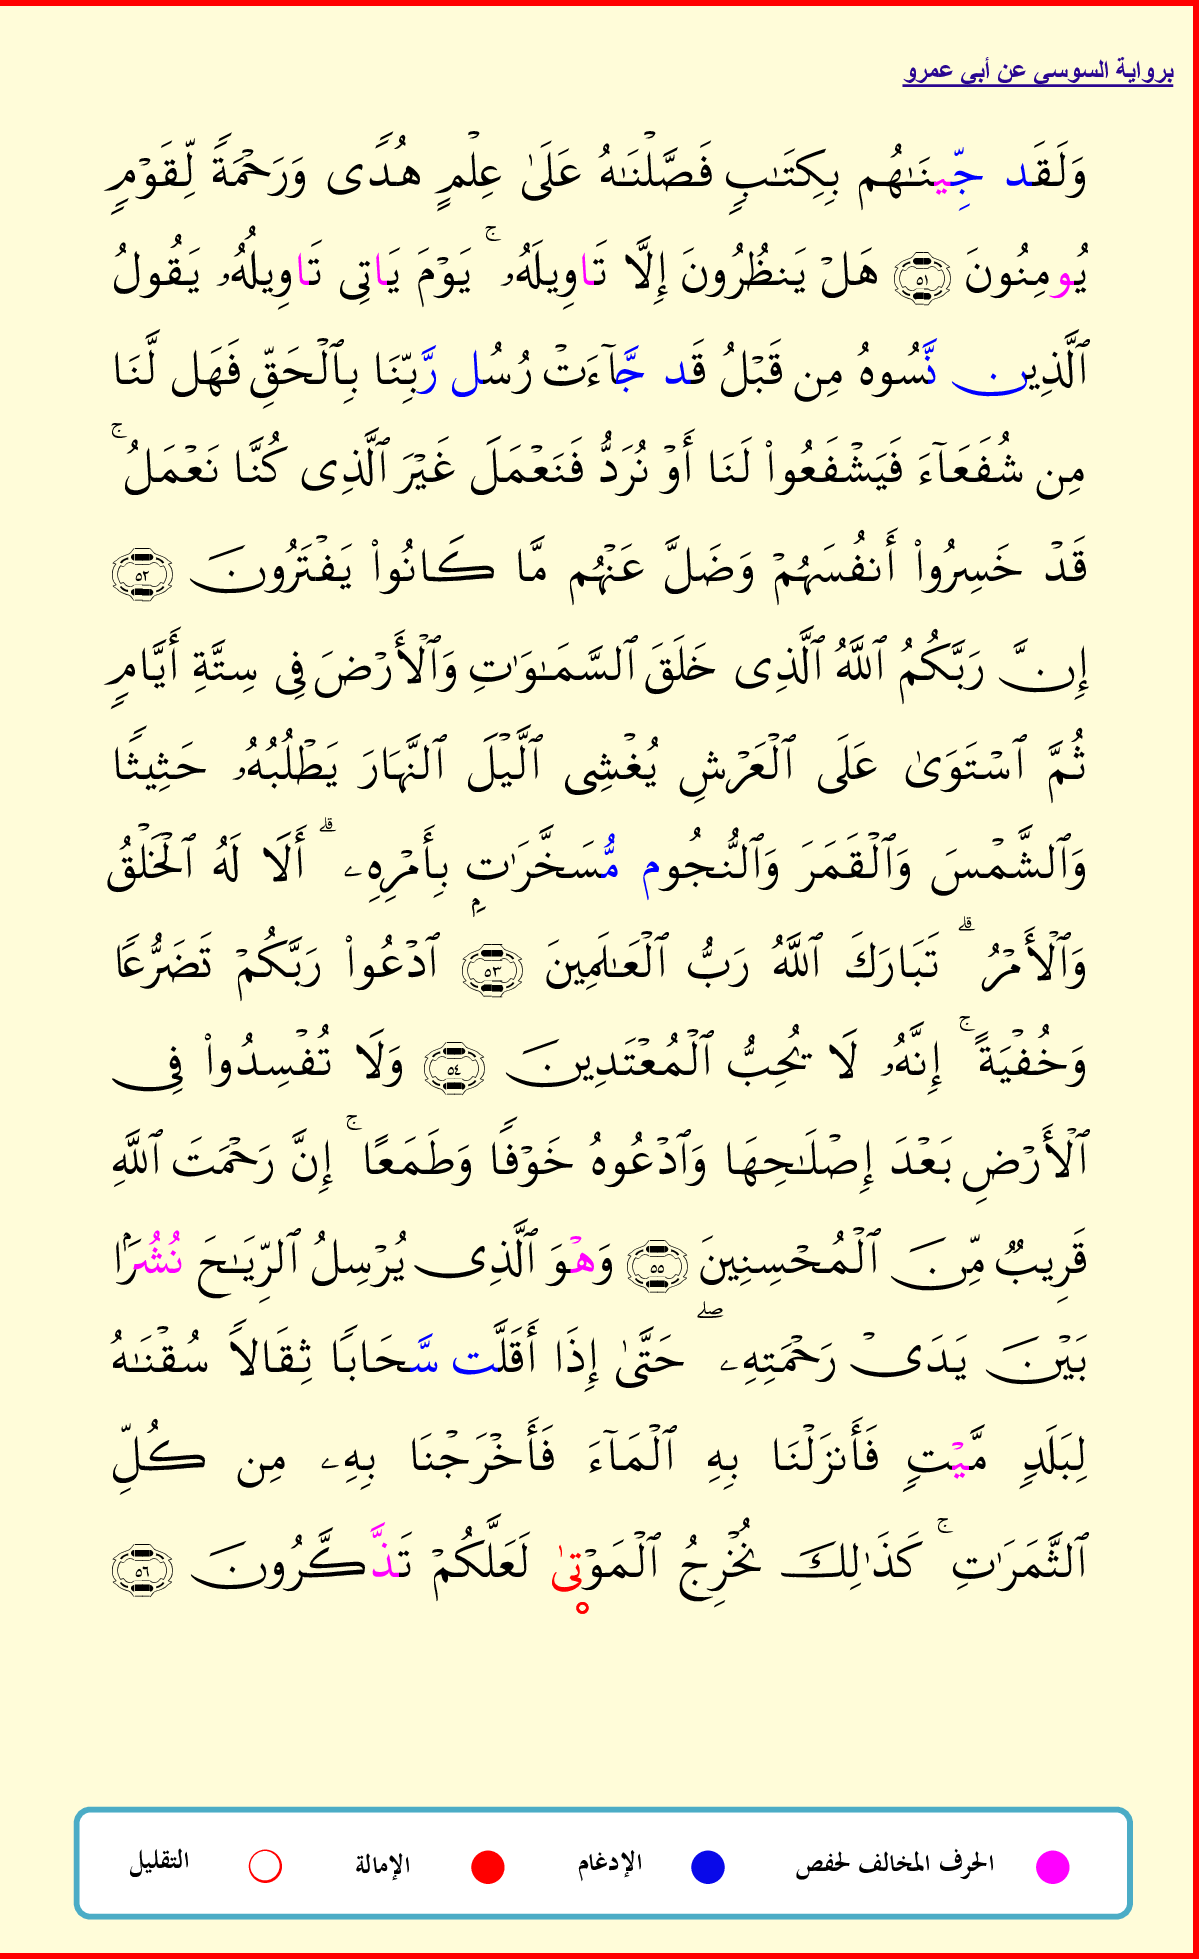 برواية السوسي عن أبي عمرو
وَلَقَد جِّينَـٰهُم بِكِتَـٰبٍ فَصَّلْنَـٰهُ عَلَىٰ عِلْمٍ هُدًى وَرَحْمَةً لِّقَوْمٍ
يُومِنُونَ ٥١ هَلْ يَنظُرُونَ إِلَّا تَاوِيلَهُۥ ۚ يَوْمَ يَاتِى تَاوِيلُهُۥ يَقُولُ
ٱلَّذِين نَّسُوهُ مِن قَبْلُ قَد جَّآءَتْ رُسُل رَّبِّنَا بِٱلْحَقِّ فَهَل لَّنَا
مِن شُفَعَآءَ فَيَشْفَعُوا۟ لَنَا أَوْ نُرَدُّ فَنَعْمَلَ غَيْرَ ٱلَّذِى كُنَّا نَعْمَلُ ۚ
قَدْ خَسِرُوا۟ أَنفُسَهُمْ وَضَلَّ عَنْهُم مَّا كَانُوا۟ يَفْتَرُونَ ٥٢
إِنَّ رَبَّكُمُ ٱللَّهُ ٱلَّذِى خَلَقَ ٱلسَّمَـٰوَٰتِ وَٱلْأَرْضَ فِى سِتَّةِ أَيَّامٍ
ثُمَّ ٱسْتَوَىٰ عَلَى ٱلْعَرْشِ يُغْشِى ٱلَّيْلَ ٱلنَّهَارَ يَطْلُبُهُۥ حَثِيثًا
وَٱلشَّمْسَ وَٱلْقَمَرَ وَٱلنُّجُوم مُّسَخَّرَٰتٍۭ بِأَمْرِهِۦ ۗ أَلَا لَهُ ٱلْخَلْقُ
وَٱلْأَمْرُ ۗ تَبَارَكَ ٱللَّهُ رَبُّ ٱلْعَـٰلَمِينَ ٥٣ ٱدْعُوا۟ رَبَّكُمْ تَضَرُّعًا
وَخُفْيَةً ۚ إِنَّهُۥ لَا يُحِبُّ ٱلْمُعْتَدِينَ ٥٤ وَلَا تُفْسِدُوا۟ فِى
ٱلْأَرْضِ بَعْدَ إِصْلَـٰحِهَا وَٱدْعُوهُ خَوْفًا وَطَمَعًا ۚ إِنَّ رَحْمَتَ ٱللَّهِ
قَرِيبٌ مِّنَ ٱلْمُحْسِنِينَ ٥٥ وَهْوَ ٱلَّذِى يُرْسِلُ ٱلرِّيَـٰحَ نُشُرَۢا
بَيْنَ يَدَىْ رَحْمَتِهِۦ ۖ حَتَّىٰ إِذَا أَقَلَّت سَّحَابًا ثِقَالًا سُقْنَـٰهُ
لِبَلَدٍ مَّيْتٍ فَأَنزَلْنَا بِهِ ٱلْمَآءَ فَأَخْرَجْنَا بِهِۦ مِن كُلِّ
ٱلثَّمَرَٰتِ ۚ كَذَٰلِكَ نُخْرِجُ ٱلْمَوْتىٰ لَعَلَّكُمْ تَذَّكَّرُونَ ٥٦
الحرف المخالف لحفص الإدغام الإمالة التقليل